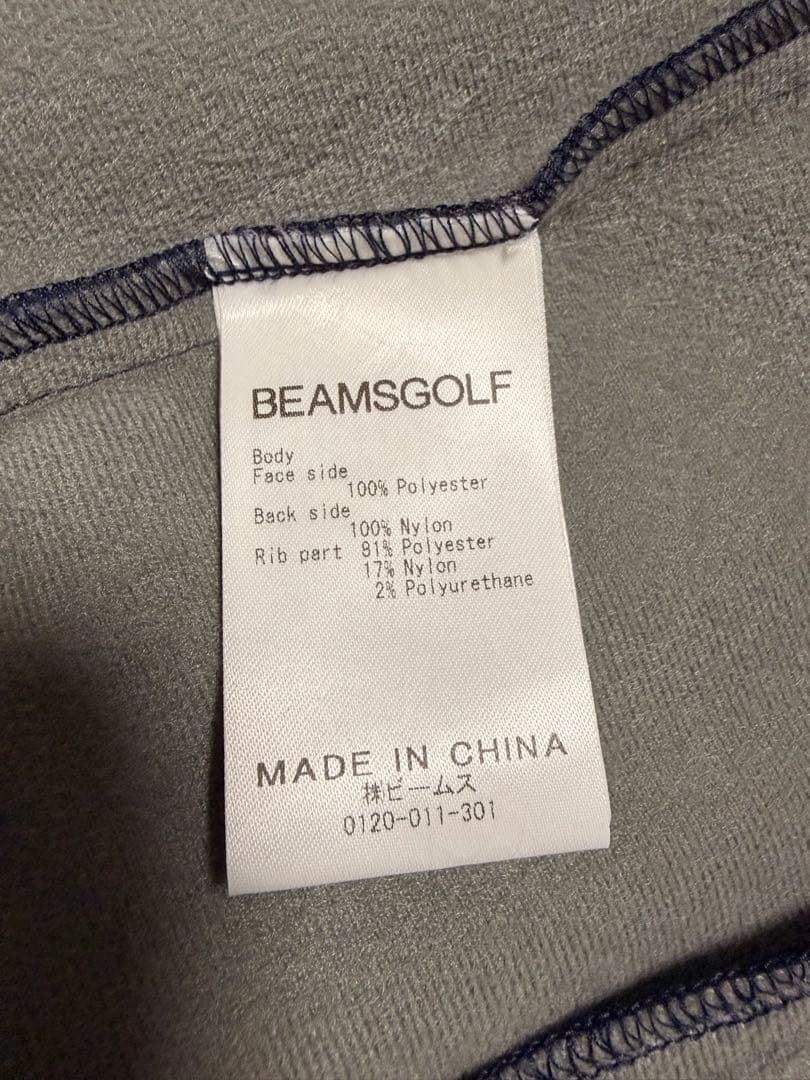 BEAMSGOLF
Body
Face side
100% Polyester
Back side
100% Nylon
Rib part 81% Polyester
17% Nylon
2% Polyurethane
MADE IN CHINA
㈱ビームス
0120-011-301